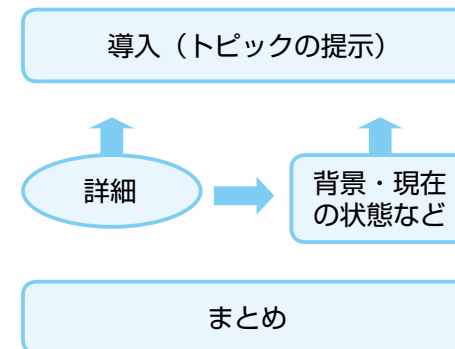 導入（トピックの提示）
詳細
背景・現在
の状態など
まとめ